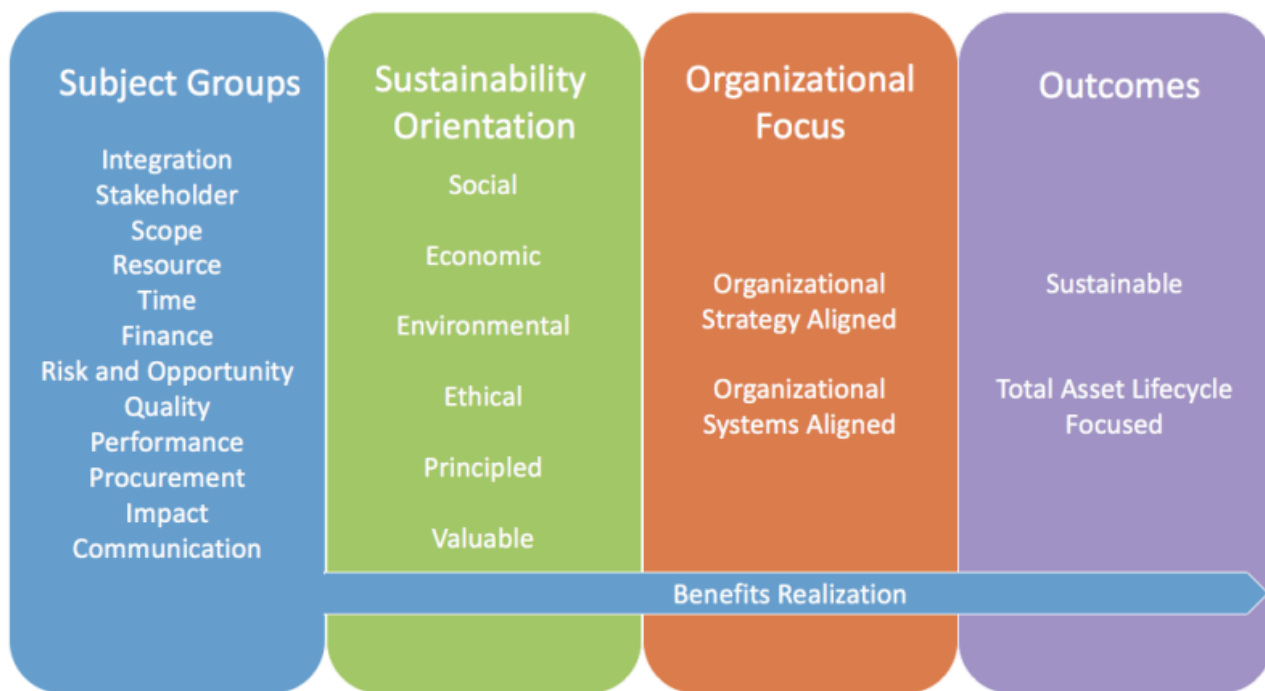 Subject Groups
Integration
Stakeholder
Scope
Resource
Time
Finance
Risk and Opportunity
Quality
Performance
Procurement
Impact
Communication
Sustainability
Orientation
Social
Economic
Environmental
Ethical
Principled
Valuable
Organizational
Focus
Organizational
Strategy Aligned
Organizational
Systems Aligned
Outcomes
Sustainable
Total Asset Lifecycle
Focused
Benefits Realization